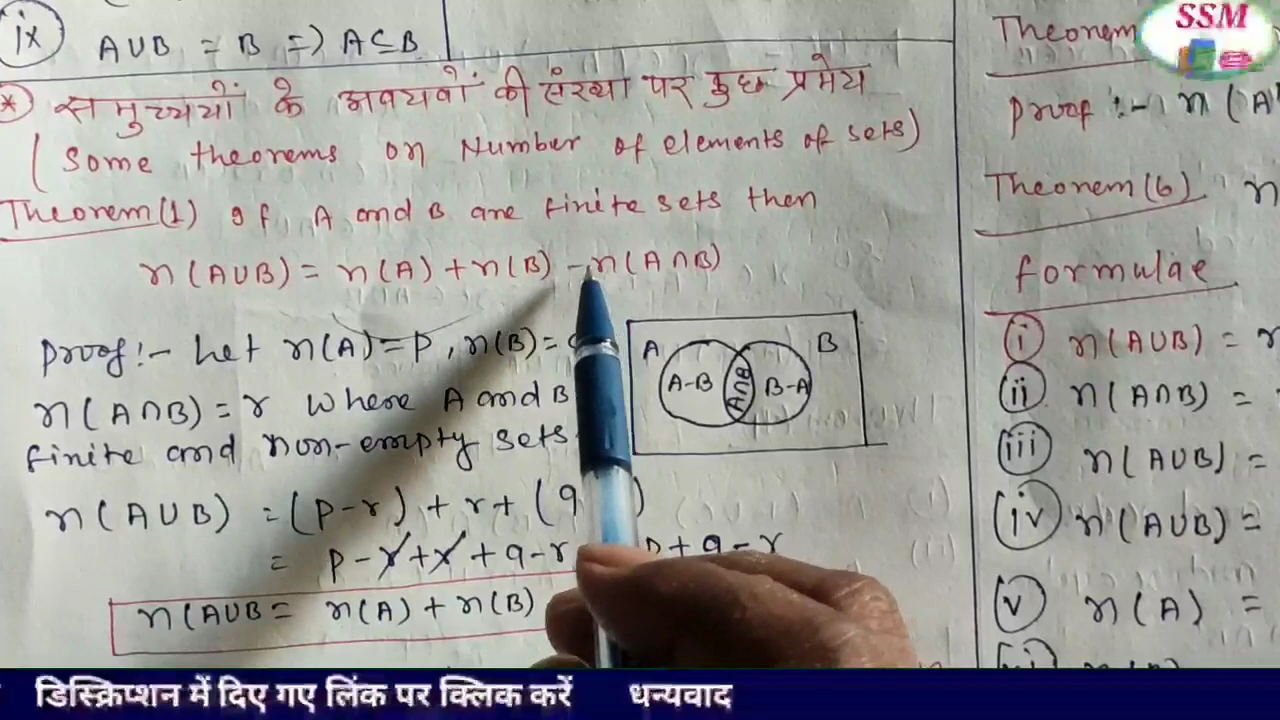 ix A∪B = B => A⊆B
* समुच्चयों के अवयवों की संख्या पर कुछ प्रमेय
(Some theorems on Number of elements of sets)
Theorem(1) If A and B are finite sets then
n(A∪B) = n(A) + n(B) - n(A∩B)
Proof:- Let n(A)=p, n(B)=
n(A∩B)=r where A and B
finite and non-empty sets
A B
A-B A∩B B-A
n(A∪B) = (p-r) + r + (q )
= p-r+r+q-r p+q-r
n(A∪B = n(A) + n(B)
Theorem
Proof:- n(A
Theorem(6) n
formulae
(i) n(A∪B) =
(ii) n(A∩B) =
(iii) n(A∪B) =
(iv) n(A∪B) =
(v) n(A) =
SSM
डिस्क्रिप्शन में दिए गए लिंक पर क्लिक करें धन्यवाद